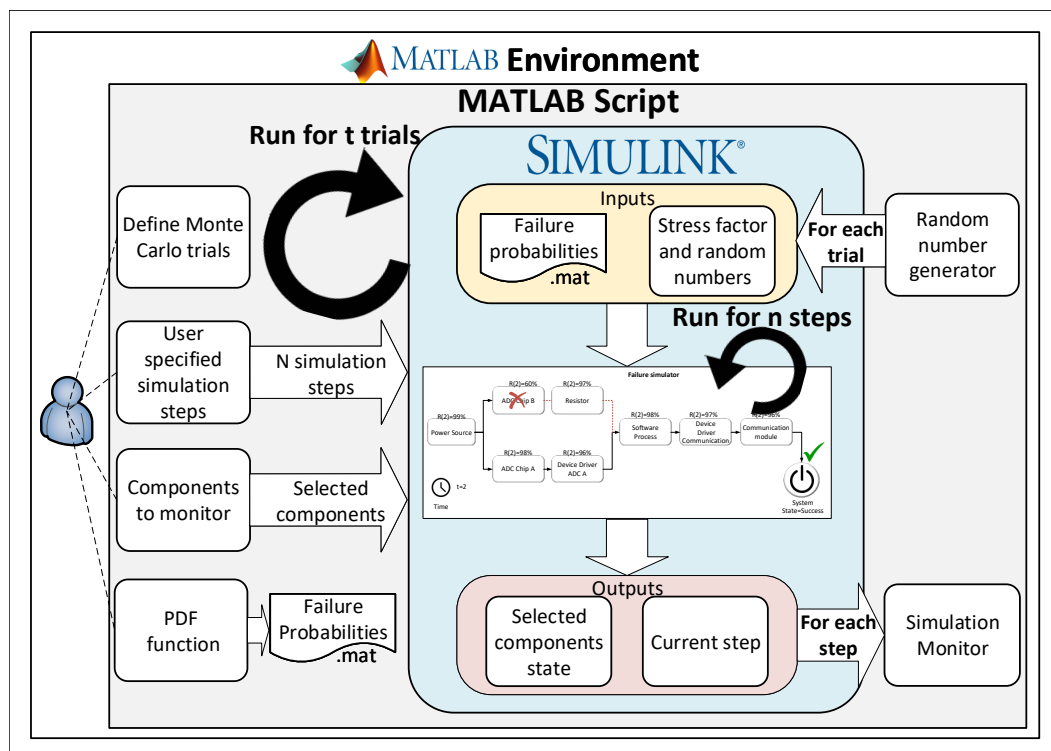 MATLAB Environment
MATLAB Script
Run for t trials
SIMULINK®
Define Monte
Carlo trials
Inputs
Failure
probabilities
.mat
Stress factor
and random
numbers
For each
trial
Random
number
generator
User
specified
simulation
steps
N simulation
steps
Run for n steps
Failure simulator
R(2)=60%
ADC Chip B
R(2)=97%
Resistor
R(2)=99%
Power Source
R(2)=98%
Software
Process
R(2)=97%
Device
Driver
Communication
R(2)=96%
Communication
module
R(2)=98%
ADC Chip A
R(2)=96%
Device Driver
ADC A
t=2
Time
System
State=Success
Components
to monitor
Selected
components
PDF
function
Failure
Probabilities
.mat
Outputs
Selected
components
state
Current step
For each
step
Simulation
Monitor